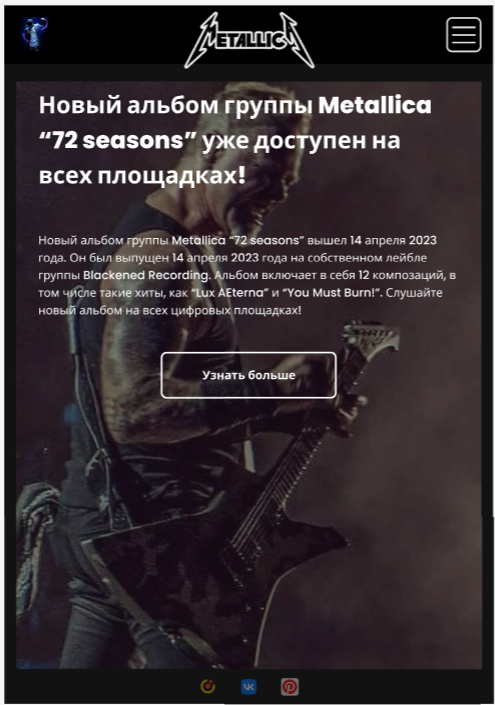 METALLICA
Новый альбом группы Metallica
“72 seasons” уже доступен на
всех площадках!
Новый альбом группы Metallica “72 seasons” вышел 14 апреля 2023
года. Он был выпущен 14 апреля 2023 года на собственном лейбле
группы Blackened Recording. Альбом включает в себя 12 композаций, в
том числе такие хиты, как “Lux AEterna” и “You Must Burn!”. Слушайте
новый альбом на всех цифровых площадках!
Узнать больше